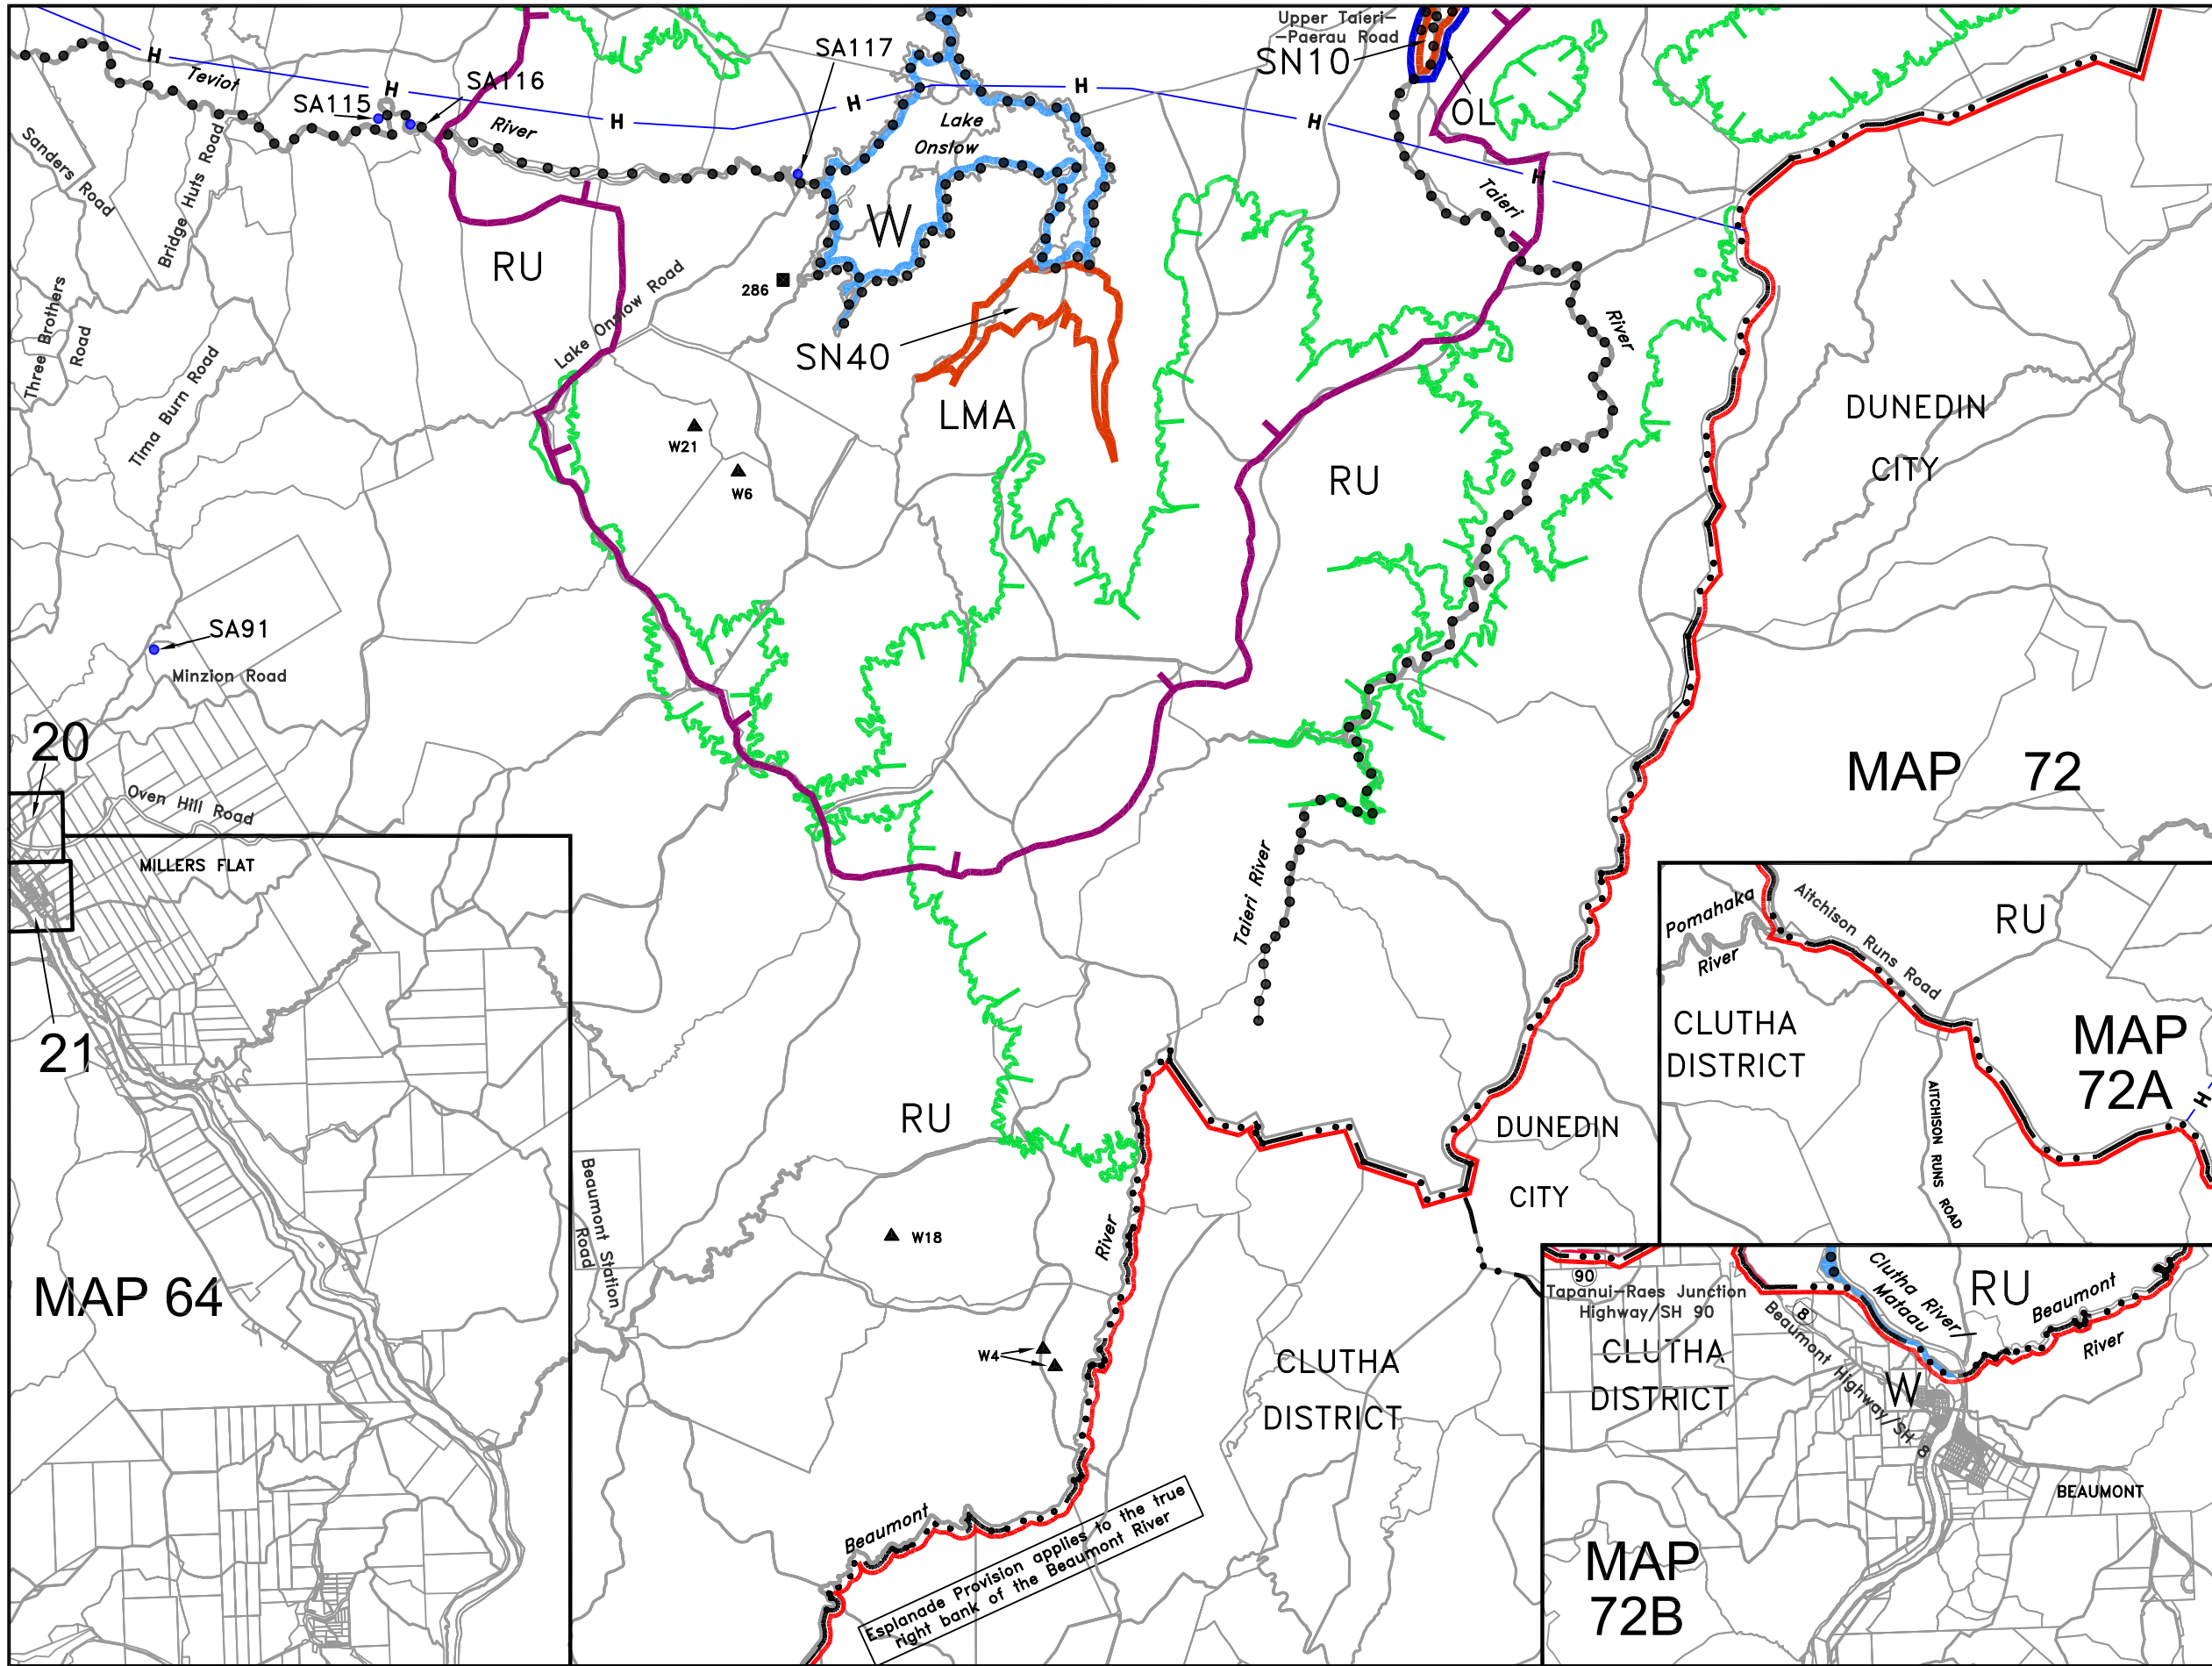 Upper Taieri-
-Paerau Road
SN10
OL
SA117
H
Teviot
SA116
SA115
H
H
H
H
H
H
River
Lake
Onslow
W
Sanders Road
Bridge Huts Road
Taieri
River
RU
286
Lake Onslow Road
SN40
LMA
Three Brothers
Road
Tima Burn Road
W21
W6
RU
DUNEDIN
CITY
SA91
Minzion Road
20
Oven Hill Road
MAP 72
MILLERS FLAT
21
MAP 64
Taieri River
RU
River
Beaumont Station
Road
W18
W4
DUNEDIN
CITY
CLUTHA
DISTRICT
Beaumont
Esplanade Provision applies to the true
right bank of the Beaumont River
Pomahaka
River
Aitchison Runs Road
RU
CLUTHA
DISTRICT
MAP
72A
H
AITCHISON RUNS ROAD
90
Tapanui-Raes Junction
Highway/SH 90
CLUTHA
DISTRICT
8
Beaumont Highway/SH 8
Clutha River/
Matau
RU
Beaumont
River
W
BEAUMONT
MAP
72B